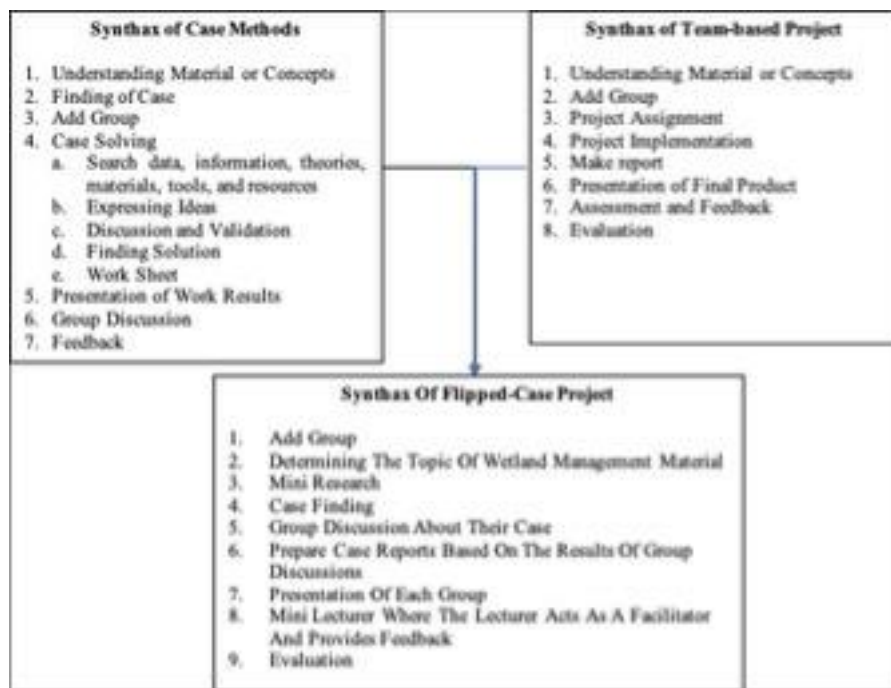 Synthax of Case Methods
1. Understanding Material or Concepts
2. Finding of Case
3. Add Group
4. Case Solving
a. Search data, information, theories,
materials, tools, and resources
b. Expressing Ideas
c. Discussion and Validation
d. Finding Solution
e. Work Sheet
5. Presentation of Work Results
6. Group Discussion
7. Feedback
Synthax of Team-based Project
1. Understanding Material or Concepts
2. Add Group
3. Project Assignment
4. Project Implementation
5. Make report
6. Presentation of Final Product
7. Assessment and Feedback
8. Evaluation
Synthax Of Flipped-Case Project
1. Add Group
2. Determining The Topic Of Wetland Management Material
3. Mini Research
4. Case Finding
5. Group Discussion About Their Case
6. Prepare Case Reports Based On The Results Of Group
Discussions
7. Presentation Of Each Group
8. Mini Lecturer Where The Lecturer Acts As A Facilitator
And Provides Feedback
9. Evaluation